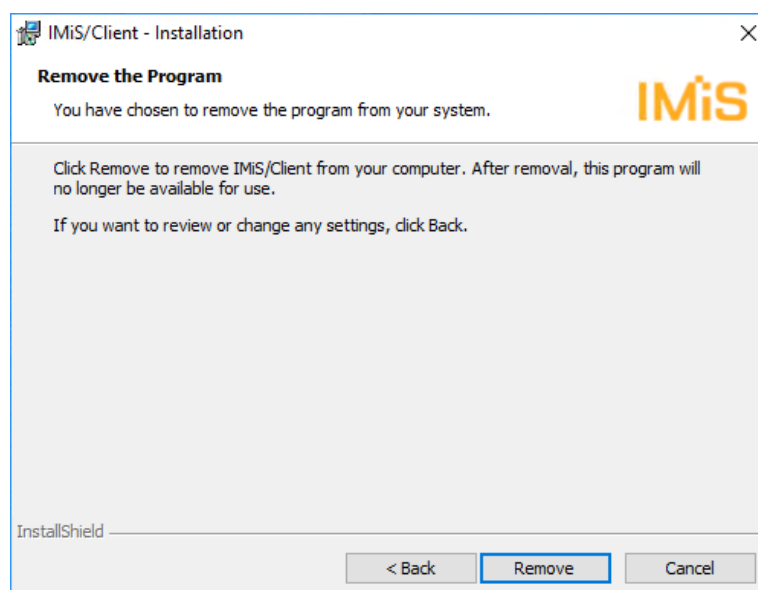 IMiS/Client - Installation
Remove the Program
You have chosen to remove the program from your system.
IMiS
Click Remove to remove IMiS/Client from your computer. After removal, this program will
no longer be available for use.
If you want to review or change any settings, click Back.
InstallShield
< Back Remove Cancel